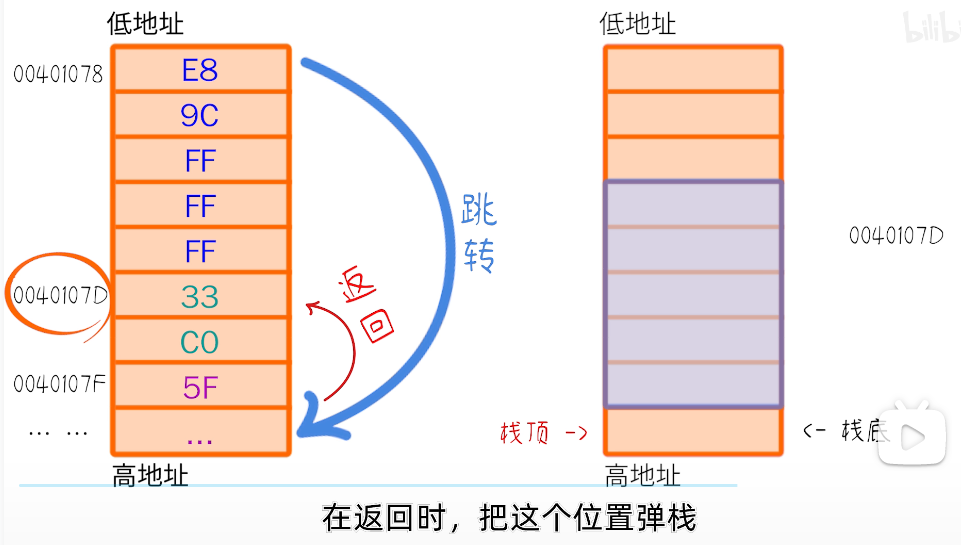 低地址
00401078
E8
9C
FF
FF
FF
0040107D
33
C0
0040107F
5F
... ...
...
高地址
跳转
返回
低地址
0040107D
栈顶 ->
<- 栈底
高地址
在返回时，把这个位置弹栈